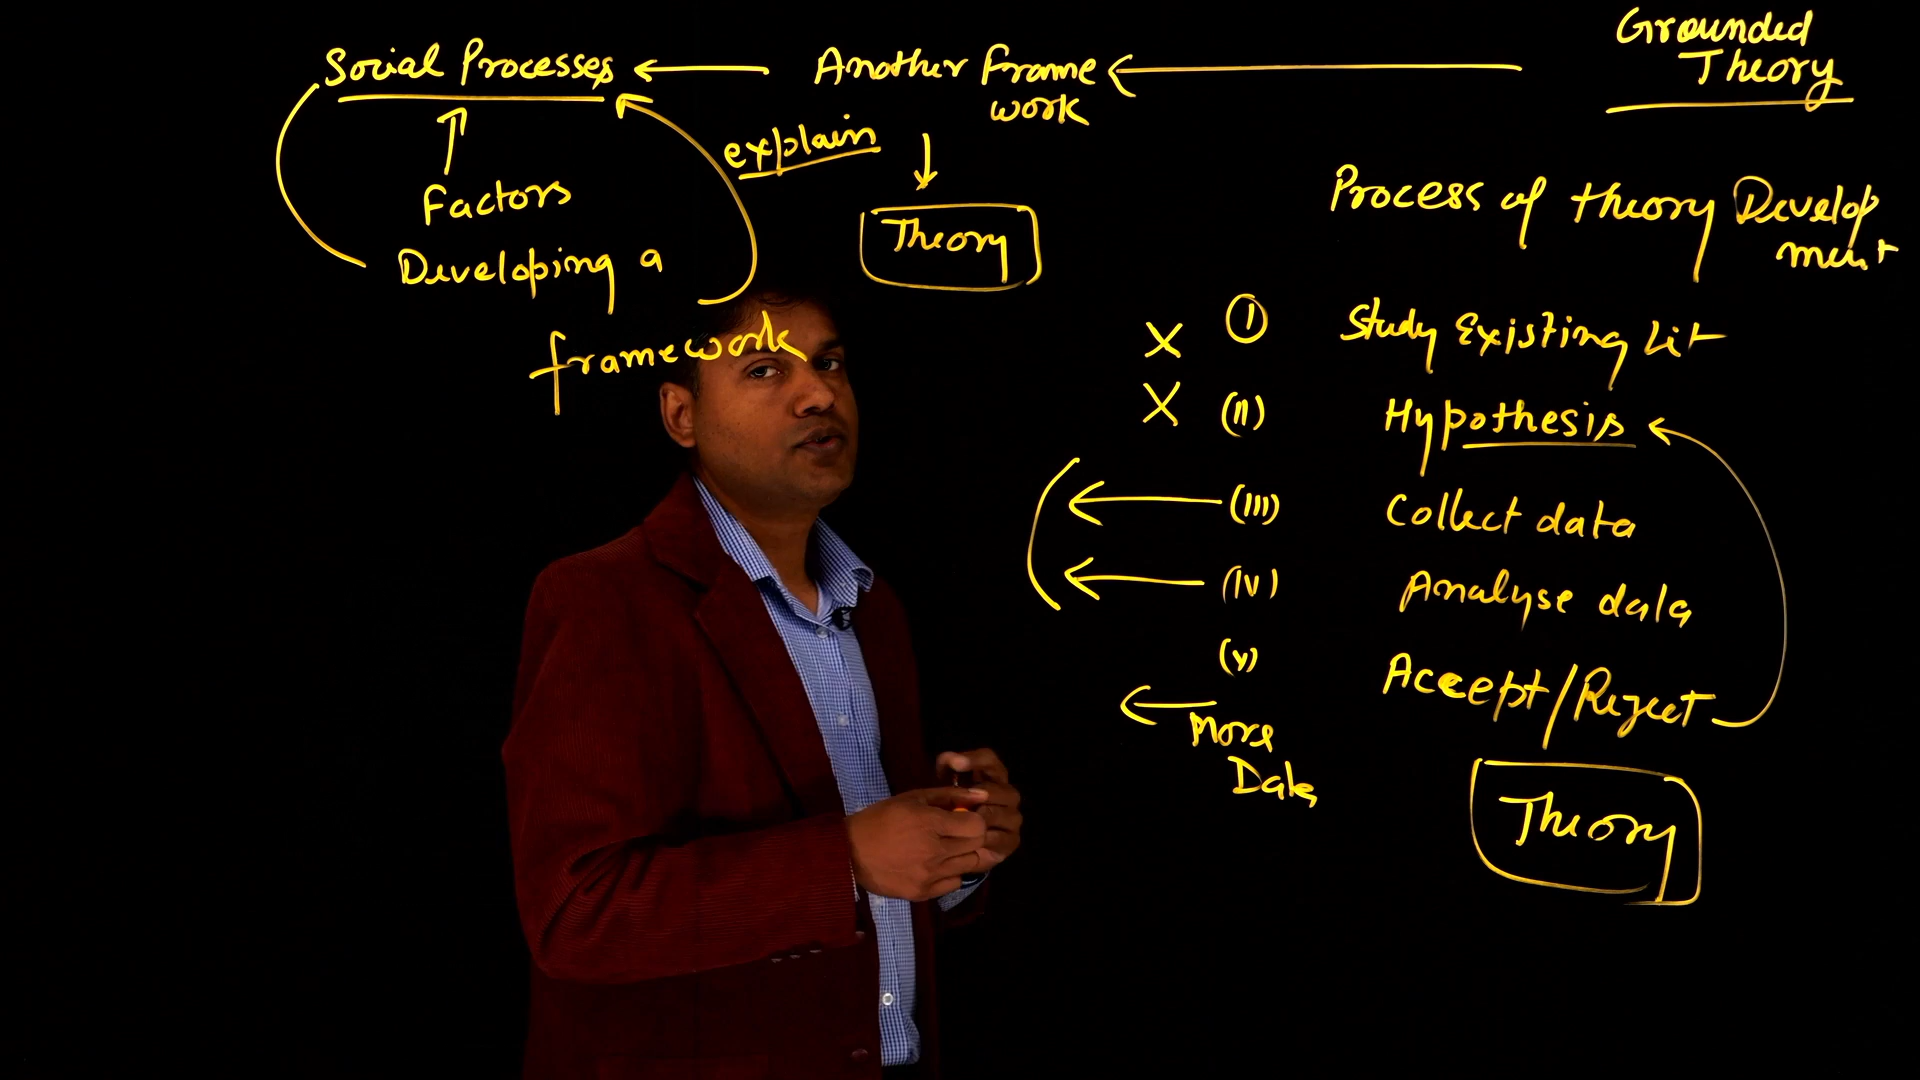 Grounded
Theory
Social Processes ← Another Frame ←
work
explain
↑ ↓
Factors
Theory
Developing a
framework
Process of theory Develop
ment
X (I) Study Existing Lit
X (II) Hypothesis
← (III) Collect data
← (IV) Analyse data
(V) Accept/Reject
← More
Data
Theory